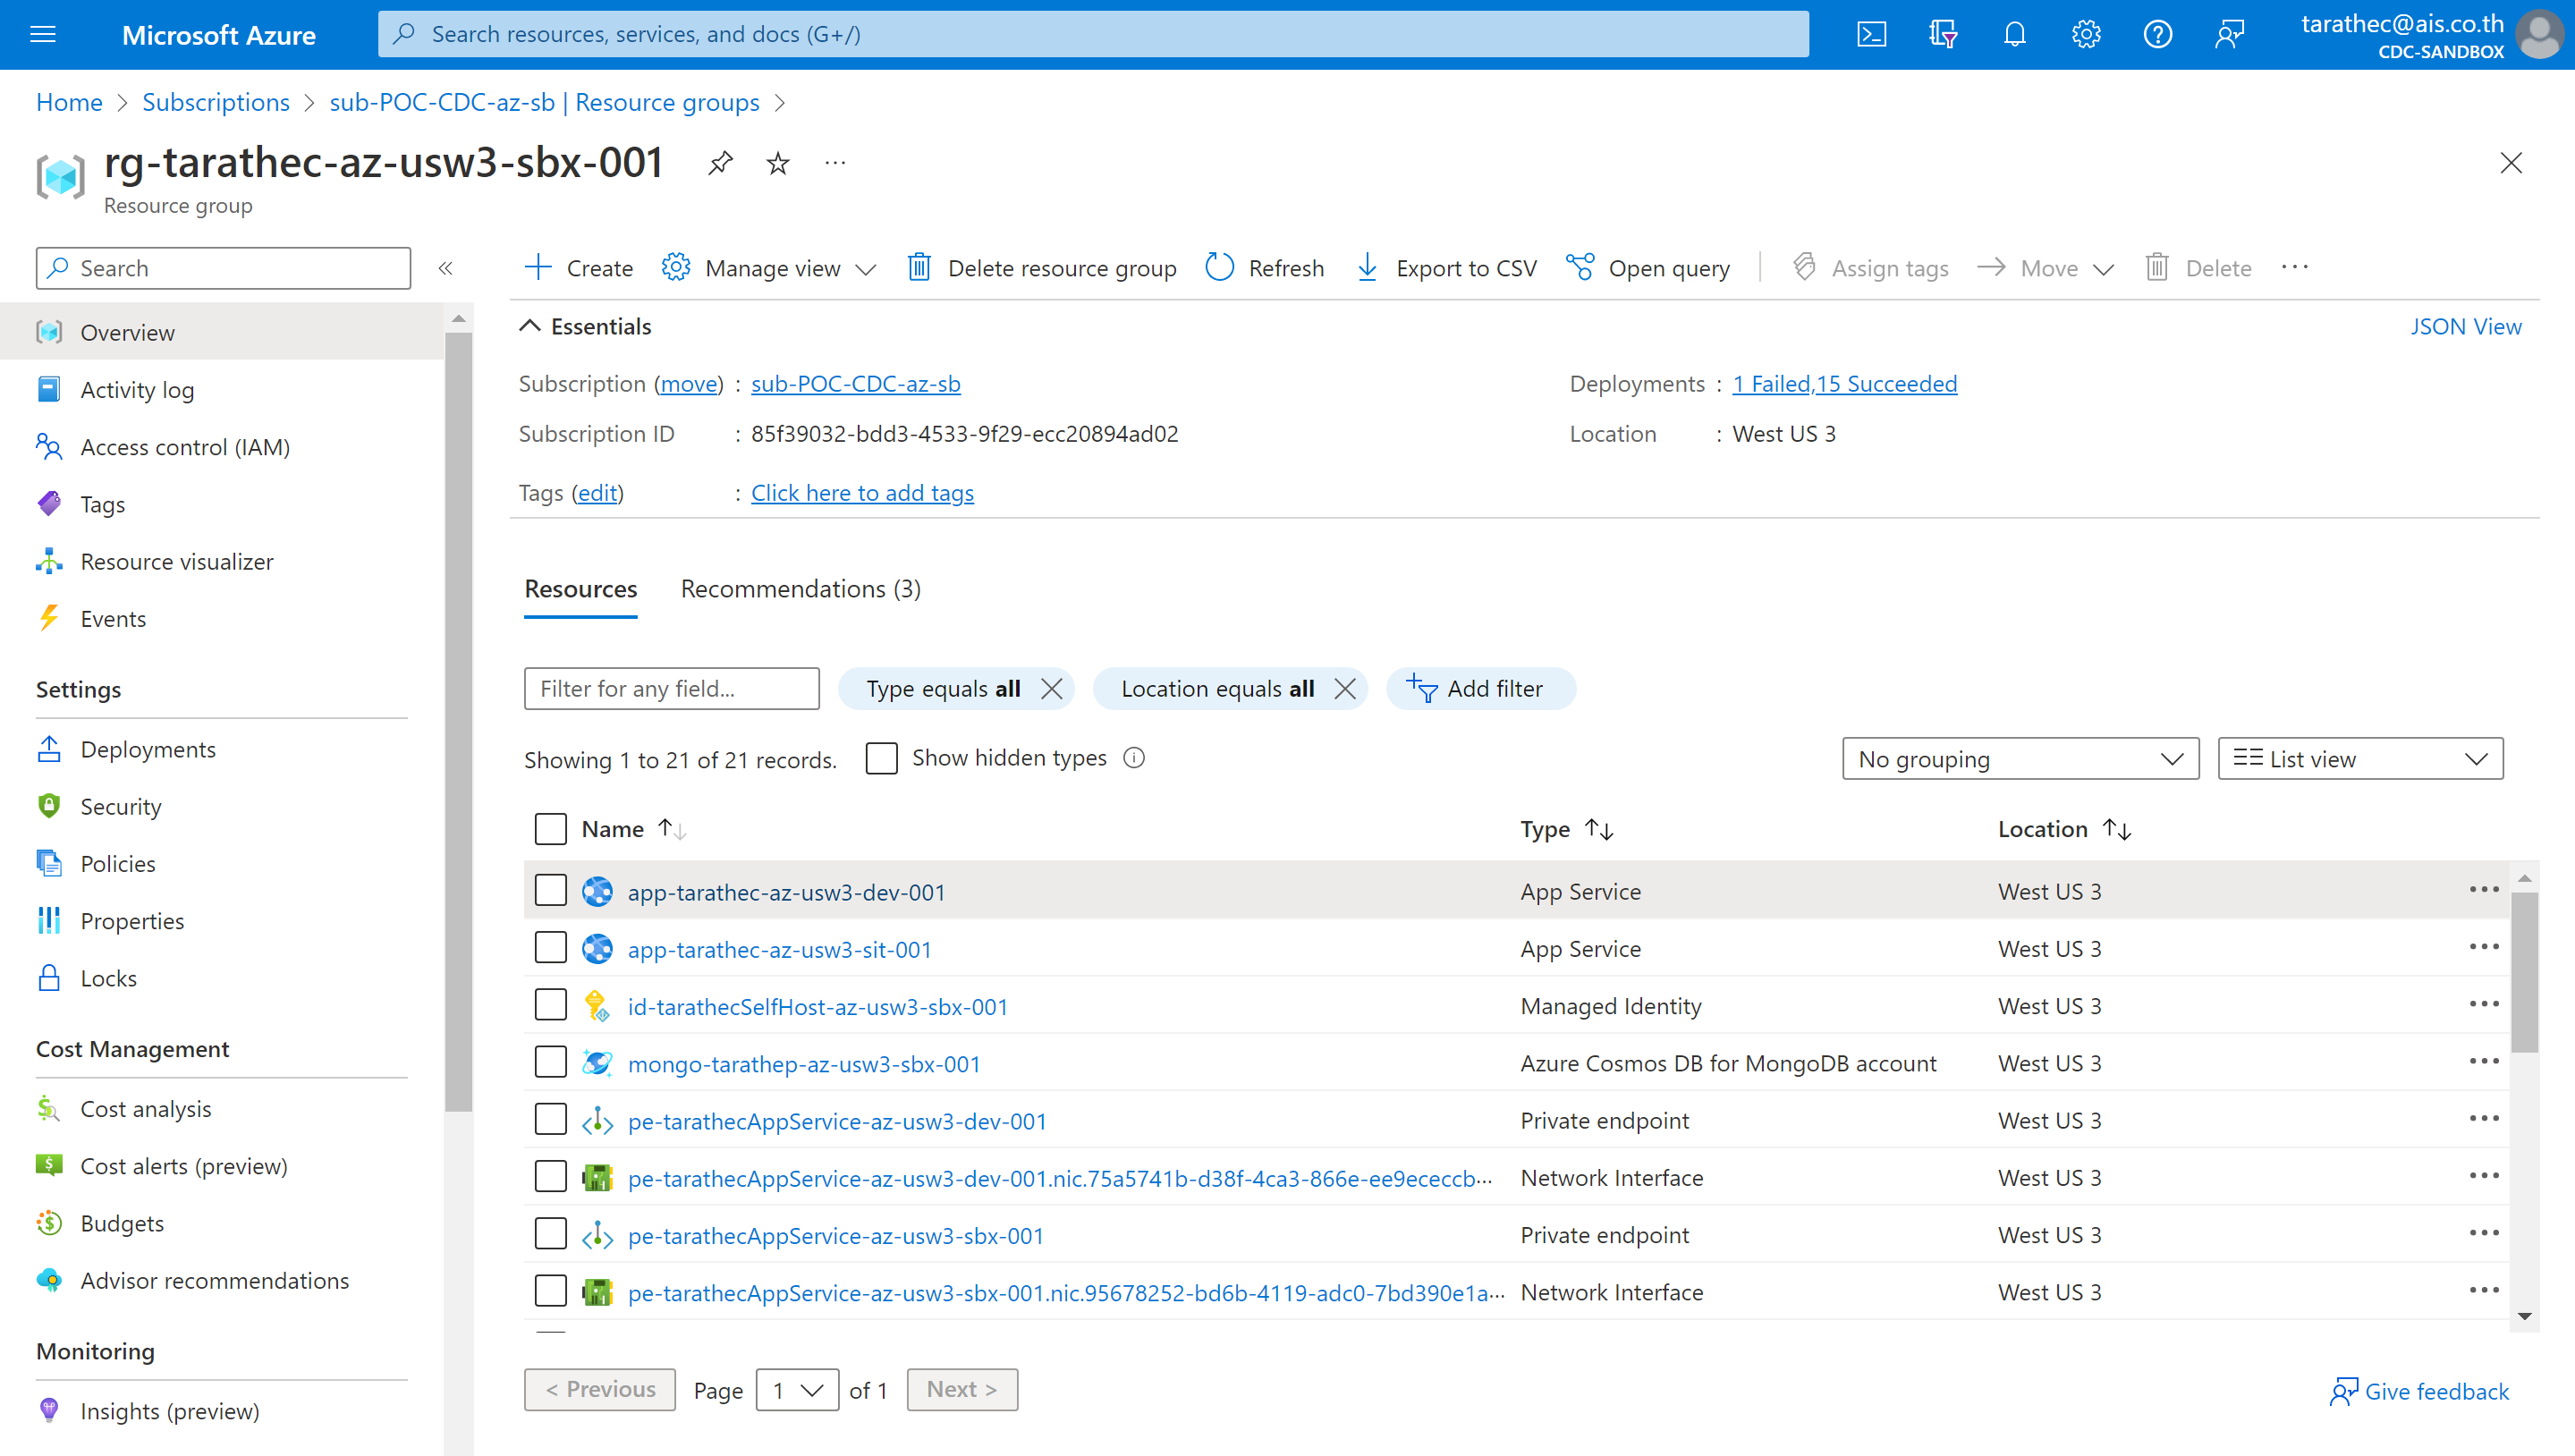 Microsoft Azure
Search resources, services, and docs (G+/)
tarathec@ais.co.th
CDC-SANDBOX
Home > Subscriptions > sub-POC-CDC-az-sb | Resource groups >
rg-tarathec-az-usw3-sbx-001
Resource group
Search
Overview
Activity log
Access control (IAM)
Tags
Resource visualizer
Events
Settings
Deployments
Security
Policies
Properties
Locks
Cost Management
Cost analysis
Cost alerts (preview)
Budgets
Advisor recommendations
Monitoring
Insights (preview)
Create Manage view Delete resource group Refresh Export to CSV Open query Assign tags Move Delete
Essentials JSON View
Subscription (move) : sub-POC-CDC-az-sb
Deployments : 1 Failed,15 Succeeded
Subscription ID : 85f39032-bdd3-4533-9f29-ecc20894ad02
Location : West US 3
Tags (edit) : Click here to add tags
Resources Recommendations (3)
Filter for any field... Type equals all Location equals all Add filter
Showing 1 to 21 of 21 records. Show hidden types No grouping List view
Name Type Location
app-tarathec-az-usw3-dev-001 App Service West US 3
app-tarathec-az-usw3-sit-001 App Service West US 3
id-tarathecSelfHost-az-usw3-sbx-001 Managed Identity West US 3
mongo-tarathep-az-usw3-sbx-001 Azure Cosmos DB for MongoDB account West US 3
pe-tarathecAppService-az-usw3-dev-001 Private endpoint West US 3
pe-tarathecAppService-az-usw3-dev-001.nic.75a5741b-d38f-4ca3-866e-ee9ececcb... Network Interface West US 3
pe-tarathecAppService-az-usw3-sbx-001 Private endpoint West US 3
pe-tarathecAppService-az-usw3-sbx-001.nic.95678252-bd6b-4119-adc0-7bd390e1a... Network Interface West US 3
< Previous Page 1 of 1 Next > Give feedback